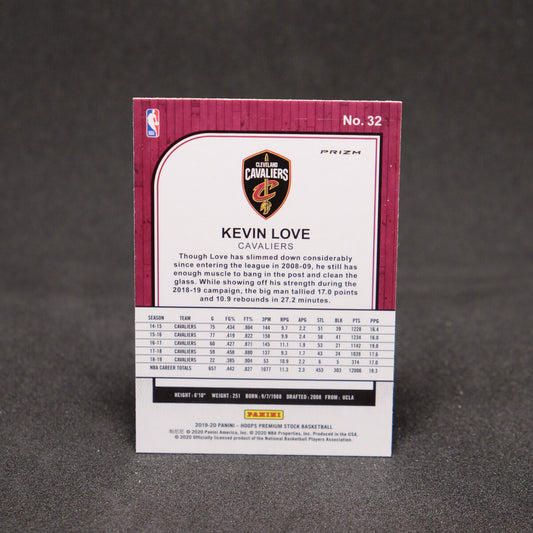 No. 32
PRIZM
CLEVELAND
CAVALIERS
C
KEVIN LOVE
CAVALIERS
Though Love has slimmed down considerably
since entering the league in 2008-09, he still has
enough muscle to bang in the post and clean the
glass. While showing off his strength during the
2018-19 campaign, the big man tallied 17.0 points
and 10.9 rebounds in 27.2 minutes.
SEASON TEAM G FG% FT% 3PM RPG APG STL BLK PTS PPG
14-15 CAVALIERS 75 .434 .804 144 9.7 2.2 51 39 1228 16.4
15-16 CAVALIERS 77 .419 .822 158 9.9 2.4 58 41 1234 16.0
16-17 CAVALIERS 60 .427 .871 145 11.1 1.9 53 21 1142 19.0
17-18 CAVALIERS 59 .458 .880 137 9.3 1.7 43 24 1039 17.6
18-19 CAVALIERS 22 .385 .904 53 10.9 2.2 6 5 374 17.0
NBA CAREER TOTALS 657 .442 .827 1077 11.3 2.3 453 303 12006 18.3
HEIGHT: 6'10" WEIGHT: 251 BORN: 9/7/1988 DRAFTED: 2008 FROM: UCLA
PANINI
2019-20 PANINI - HOOPS PREMIUM STOCK BASKETBALL
帕尼尼 © 2020 Panini America, Inc. © 2020 NBA Properties, Inc. Produced in the USA.
© 2020 Officially licensed product of the National Basketball Players Association.